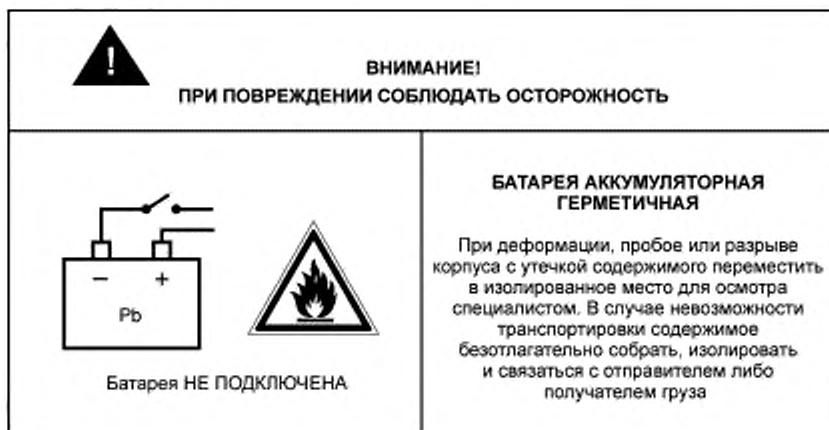 ВНИМАНИЕ!
ПРИ ПОВРЕЖДЕНИИ СОБЛЮДАТЬ ОСТОРОЖНОСТЬ
− +
Pb
Батарея НЕ ПОДКЛЮЧЕНА
БАТАРЕЯ АККУМУЛЯТОРНАЯ
ГЕРМЕТИЧНАЯ
При деформации, пробое или разрыве
корпуса с утечкой содержимого переместить
в изолированное место для осмотра
специалистом. В случае невозможности
транспортировки содержимое
безотлагательно собрать, изолировать
и связаться с отправителем либо
получателем груза